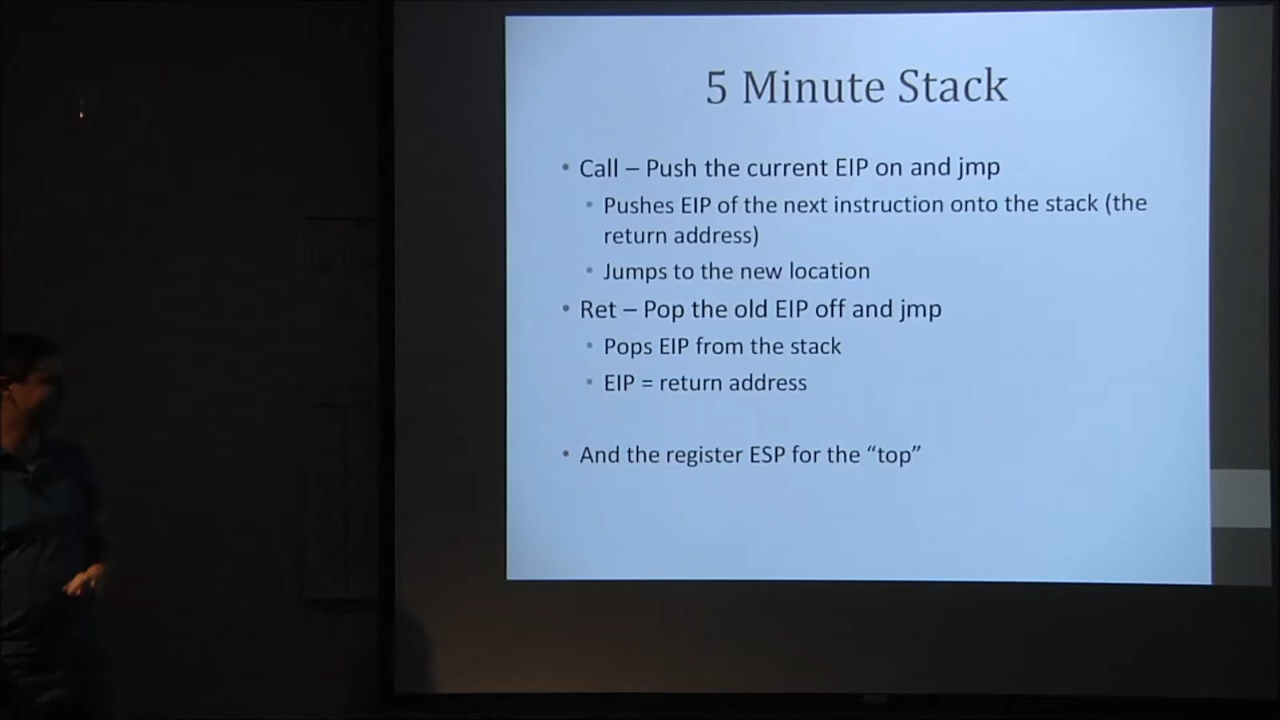 5 Minute Stack
• Call – Push the current EIP on and jmp
• Pushes EIP of the next instruction onto the stack (the
return address)
• Jumps to the new location
• Ret – Pop the old EIP off and jmp
• Pops EIP from the stack
• EIP = return address
• And the register ESP for the “top”